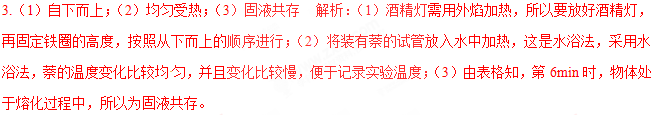 3.（1）自下而上；（2）均匀受热；（3）固液共存　解析：（1）酒精灯需用外焰加热，所以要放好酒精灯，
再固定铁圈的高度，按照从下而上的顺序进行；（2）将装有萘的试管放入水中加热，这是水浴法，采用水
浴法，萘的温度变化比较均匀，并且变化比较慢，便于记录实验温度；（3）由表格知，第 6min 时，物体处
于熔化过程中，所以为固液共存。